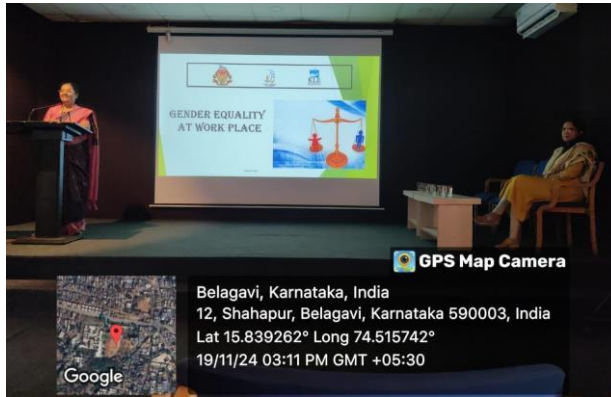 GENDER EQUALITY
AT WORK PLACE
GPS Map Camera
Belagavi, Karnataka, India
12, Shahapur, Belagavi, Karnataka 590003, India
Lat 15.839262° Long 74.515742°
19/11/24 03:11 PM GMT +05:30
Google